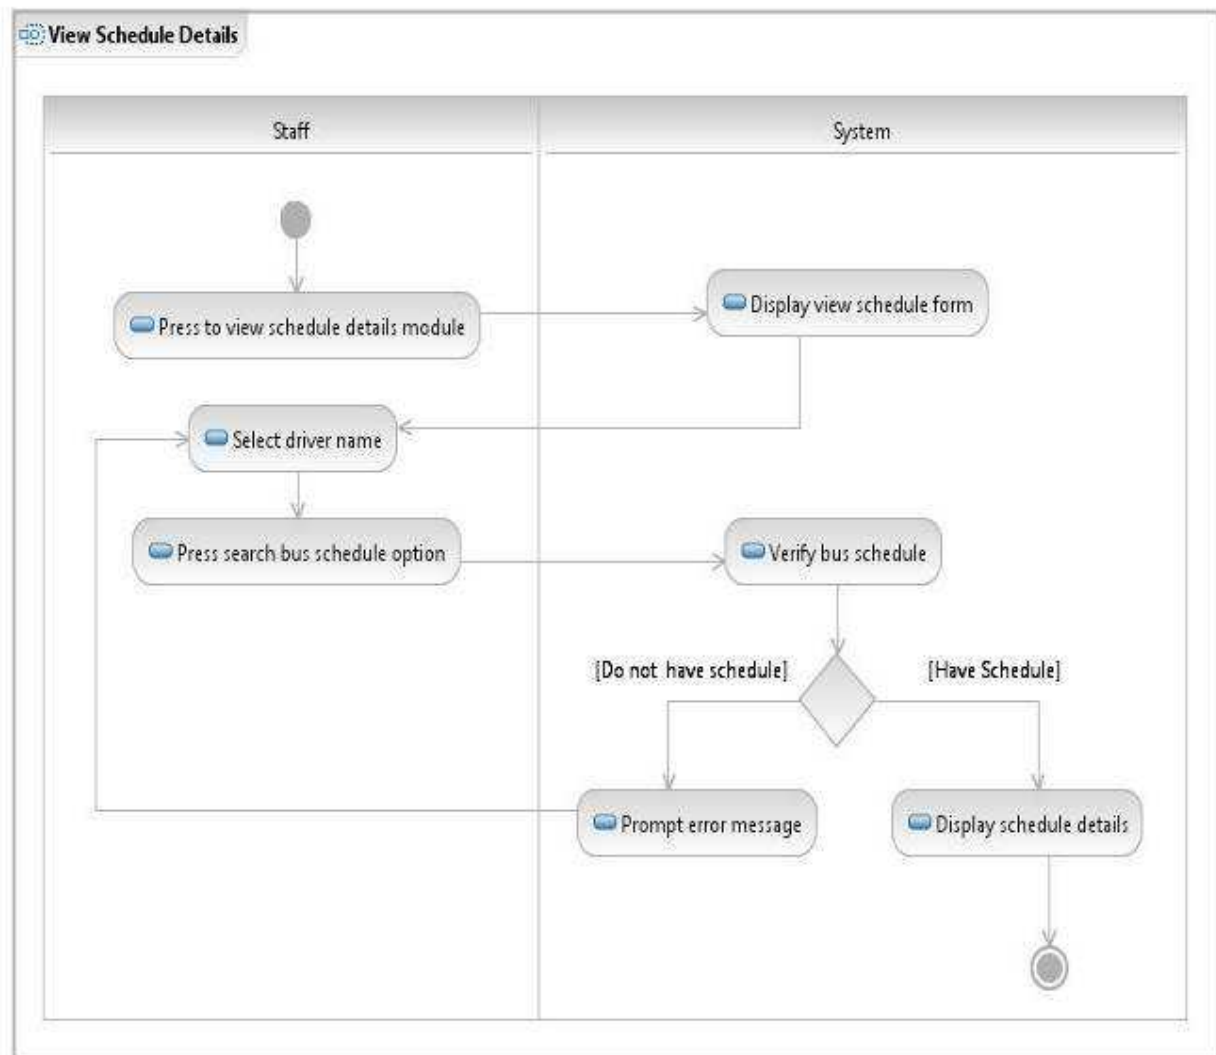 View Schedule Details
Staff
System
Display view schedule form
Press to view schedule details module
Select driver name
Press search bus schedule option
Verify bus schedule
[Do not have schedule]
[Have Schedule]
Prompt error message
Display schedule details